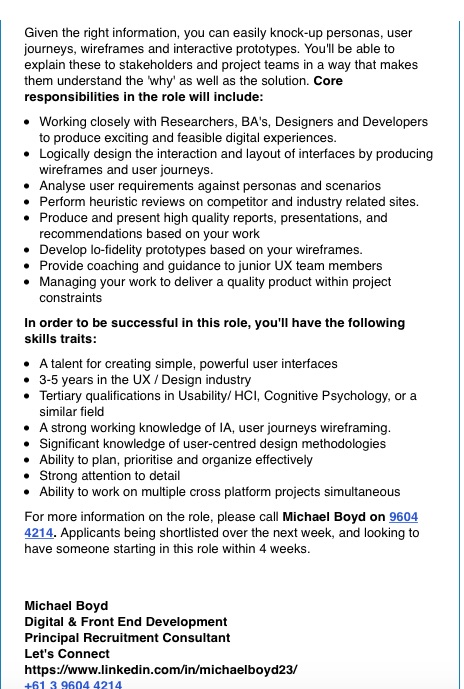 Given the right information, you can easily knock-up personas, user
journeys, wireframes and interactive prototypes. You'll be able to
explain these to stakeholders and project teams in a way that makes
them understand the 'why' as well as the solution. Core
responsibilities in the role will include:
• Working closely with Researchers, BA's, Designers and Developers
to produce exciting and feasible digital experiences.
• Logically design the interaction and layout of interfaces by producing
wireframes and user journeys.
• Analyse user requirements against personas and scenarios
• Perform heuristic reviews on competitor and industry related sites.
• Produce and present high quality reports, presentations, and
recommendations based on your work
• Develop lo-fidelity prototypes based on your wireframes.
• Provide coaching and guidance to junior UX team members
• Managing your work to deliver a quality product within project
constraints
In order to be successful in this role, you'll have the following
skills traits:
• A talent for creating simple, powerful user interfaces
• 3-5 years in the UX / Design industry
• Tertiary qualifications in Usability/ HCI, Cognitive Psychology, or a
similar field
• A strong working knowledge of IA, user journeys wireframing.
• Significant knowledge of user-centred design methodologies
• Ability to plan, prioritise and organize effectively
• Strong attention to detail
• Ability to work on multiple cross platform projects simultaneous
For more information on the role, please call Michael Boyd on 9604
4214. Applicants being shortlisted over the next week, and looking to
have someone starting in this role within 4 weeks.
Michael Boyd
Digital & Front End Development
Principal Recruitment Consultant
Let's Connect
https://www.linkedin.com/in/michaelboyd23/
+61 3 9604 4214